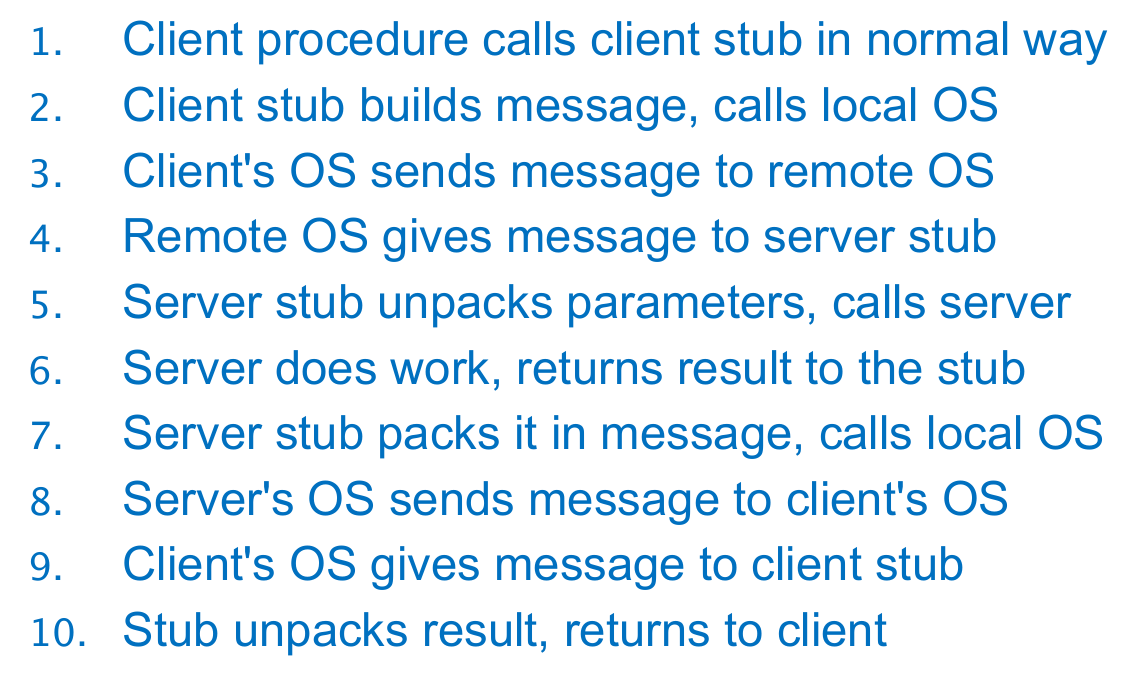 1. Client procedure calls client stub in normal way
2. Client stub builds message, calls local OS
3. Client's OS sends message to remote OS
4. Remote OS gives message to server stub
5. Server stub unpacks parameters, calls server
6. Server does work, returns result to the stub
7. Server stub packs it in message, calls local OS
8. Server's OS sends message to client's OS
9. Client's OS gives message to client stub
10. Stub unpacks result, returns to client